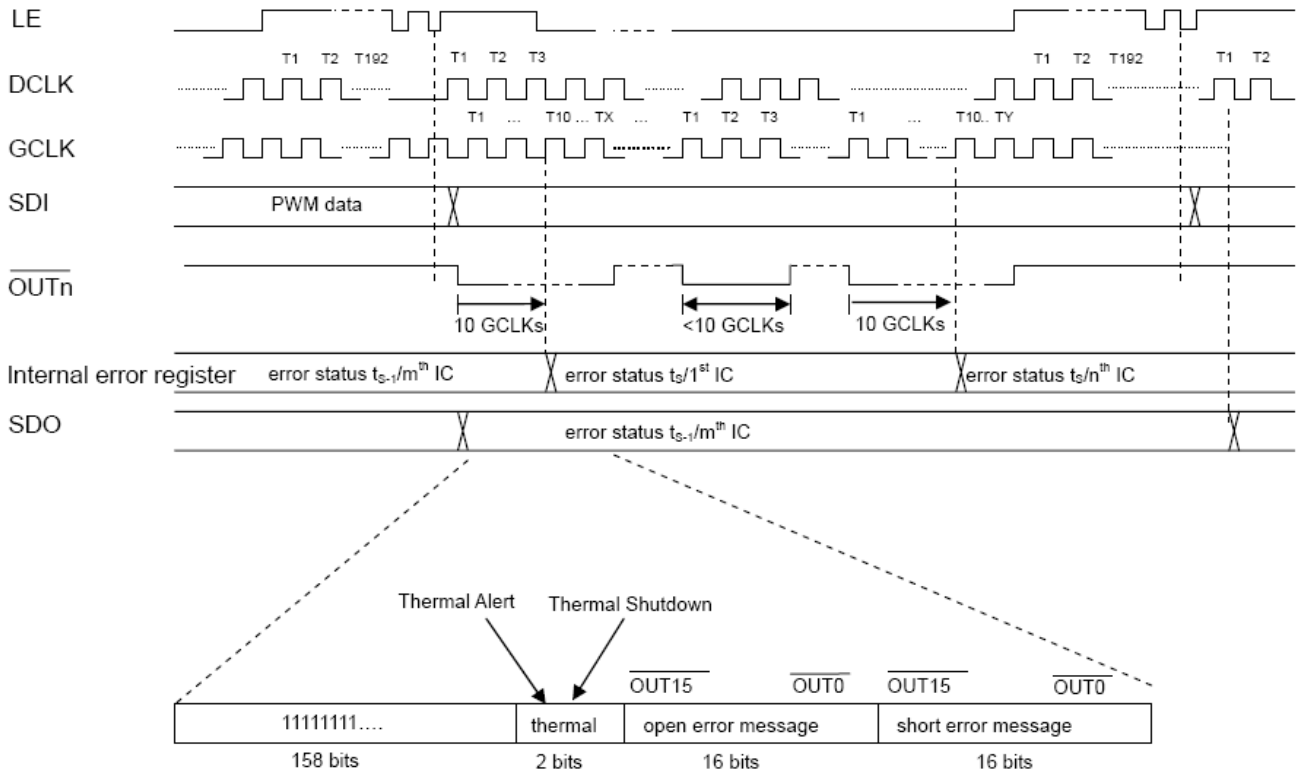 LE
T1 T2 T192 T1 T2 T3 T1 T2 T192 T1 T2
DCLK
T1 ... T10 ... TX ... T1 T2 T3 T1 ... T10.. TY
GCLK
SDI PWM data
OUTn
10 GCLKs <10 GCLKs 10 GCLKs
Internal error register error status tS-1/mth IC error status tS/1st IC error status tS/nth IC
SDO error status tS-1/mth IC
Thermal Alert Thermal Shutdown
OUT15 OUT0 OUT15 OUT0
11111111.... thermal open error message short error message
158 bits 2 bits 16 bits 16 bits